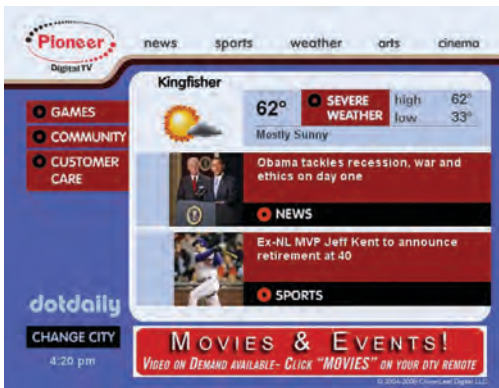 Pioneer
Digital TV
news sports weather arts cinema
Kingfisher
62°
SEVERE
WEATHER
high 62°
low 33°
Mostly Sunny
GAMES
COMMUNITY
CUSTOMER
CARE
Obama tackles recession, war and
ethics on day one
NEWS
Ex-NL MVP Jeff Kent to announce
retirement at 40
SPORTS
dotdaily
CHANGE CITY
4:20 pm
MOVIES & EVENTS!
VIDEO ON DEMAND AVAILABLE- CLICK "MOVIES" ON YOUR DTV REMOTE